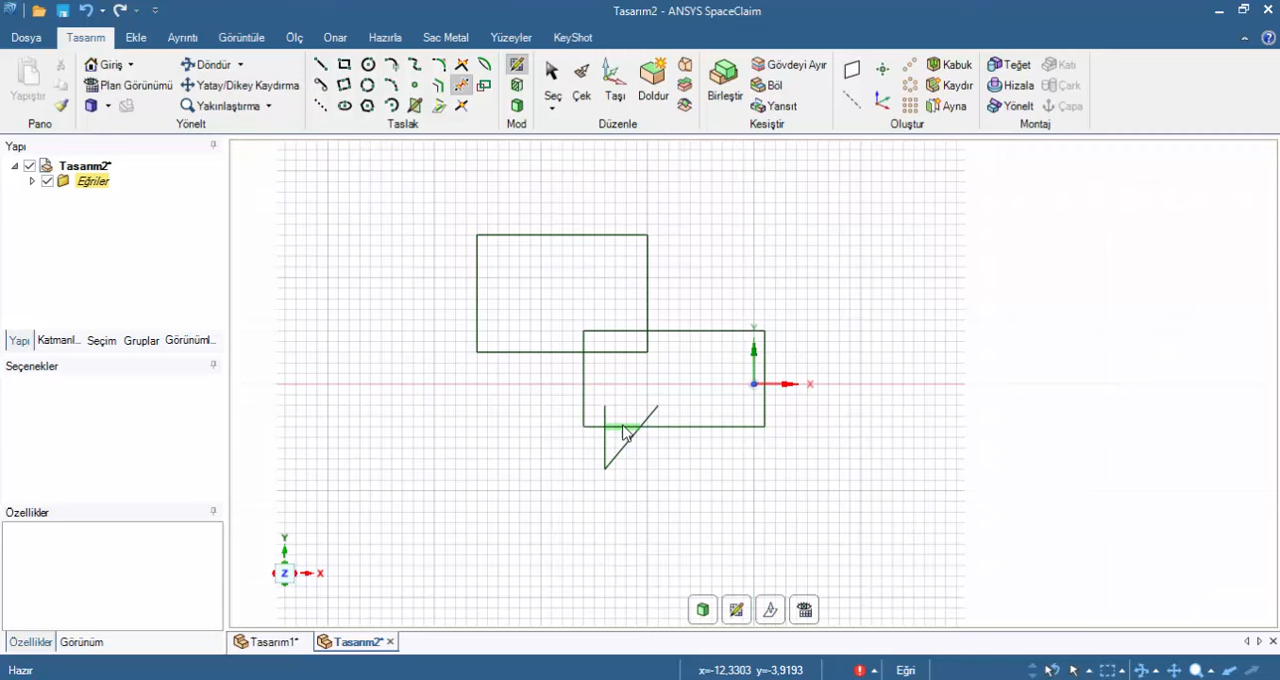 Tasarım2 - ANSYS SpaceClaim
Dosya Tasarım Ekle Ayrıntı Görüntüle Ölç Onar Hazırla Sac Metal Yüzeyler KeyShot
Yapıştır
Pano
Giriş Döndür
Plan Görünümü Yatay/Dikey Kaydırma
Yakınlaştırma
Yönelt
Taslak
Mod
Seç Çek Taşı Doldur
Düzenle
Birleştir
Gövdeyi Ayır
Böl
Yansıt
Kesiştir
Kabuk
Kaydır
Ayna
Oluştur
Teğet Katı
Hizala Çark
Yönelt Çapa
Montaj
Yapı
Tasarım2*
Eğriler
Yapı Katmanl... Seçim Gruplar Görünüml...
Seçenekler
Özellikler
Özellikler Görünüm
Y
X
Y
Z
X
Tasarım1* Tasarım2*
Hazır
x=-12,3303 y=-3,9193
Eğri